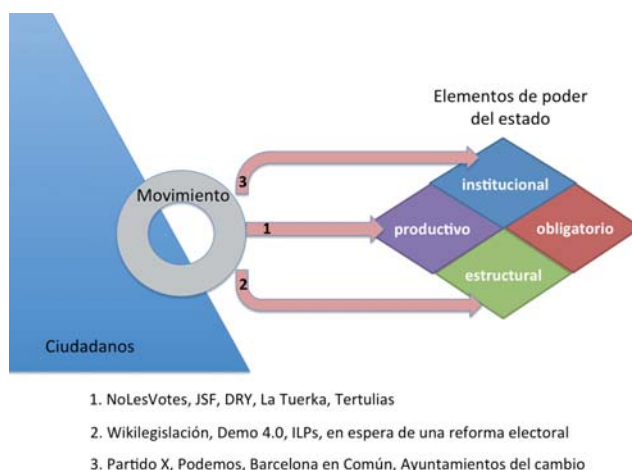 Elementos de poder
del estado
Movimiento
3
1
2
institucional
productivo
obligatorio
estructural
Ciudadanos
1. NoLesVotes, JSF, DRY, La Tuerka, Tertulias
2. Wikilegislación, Demo 4.0, ILPs, en espera de una reforma electoral
3. Partido X, Podemos, Barcelona en Común, Ayuntamientos del cambio